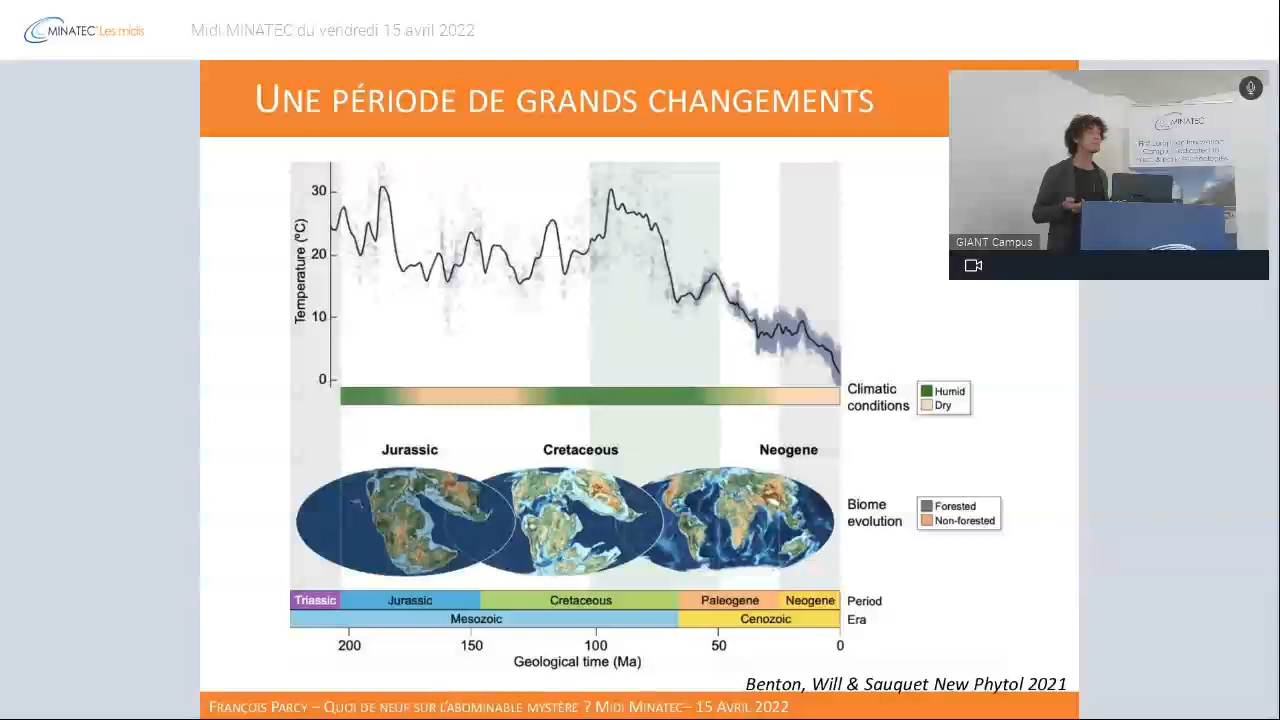 MINATEC Les midis
Midi MINATEC du vendredi 15 avril 2022
UNE PÉRIODE DE GRANDS CHANGEMENTS
MINATEC
GIANT Campus
Temperature (°C)
30
20
10
0
Climatic
conditions
Humid
Dry
Jurassic
Cretaceous
Neogene
Biome
evolution
Forested
Non-forested
Triassic
Jurassic
Cretaceous
Paleogene
Neogene
Period
Mesozoic
Cenozoic
Era
200
150
100
50
0
Geological time (Ma)
Benton, Will & Sauquet New Phytol 2021
FRANÇOIS PARCY – QUOI DE NEUF SUR L'ABOMINABLE MYSTÈRE ? MIDI MINATEC– 15 AVRIL 2022